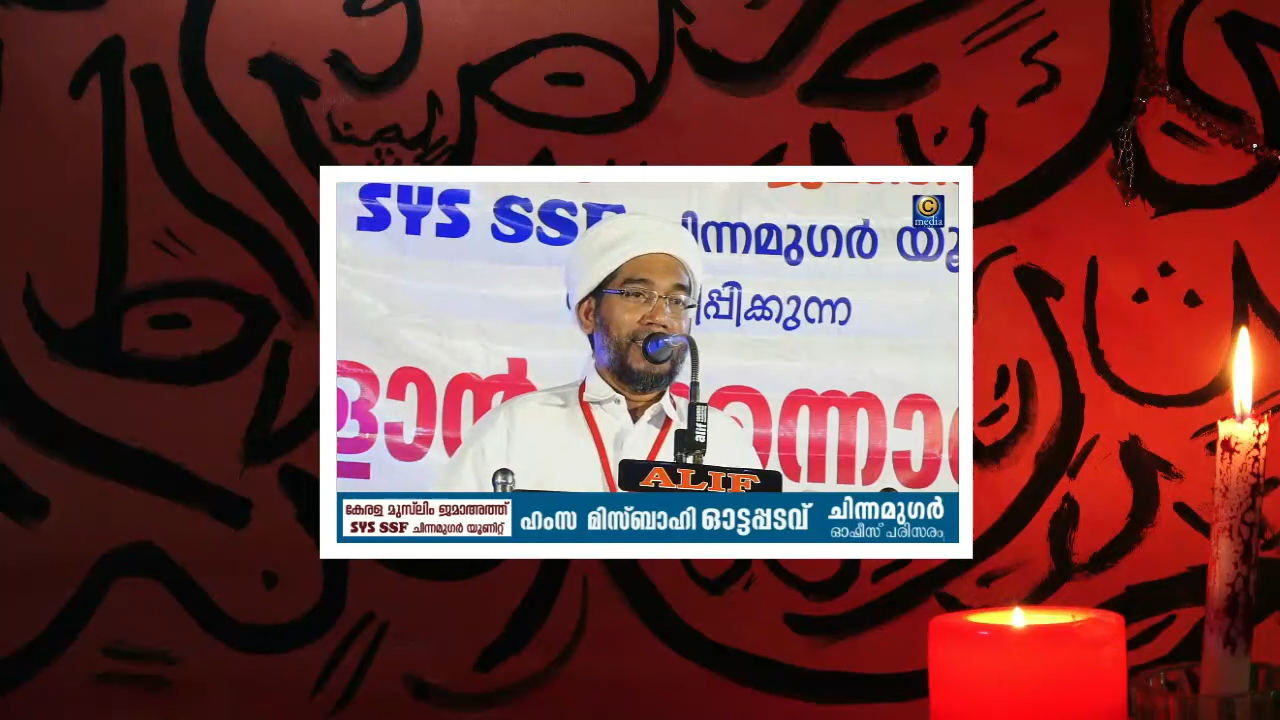 SYS SSF ചിന്നമുഗർ
പ്പിക്കുന്ന
C media
alif
ALIF
കേരള മുസ്‌ലിം ജമാഅത്ത്
SYS SSF ചിന്നമുഗർ യൂണിറ്റ്
ഹംസ മിസ്ബാഹി ഓട്ടപ്പടവ്
ചിന്നമുഗർ
ഓഫീസ് പരിസരം